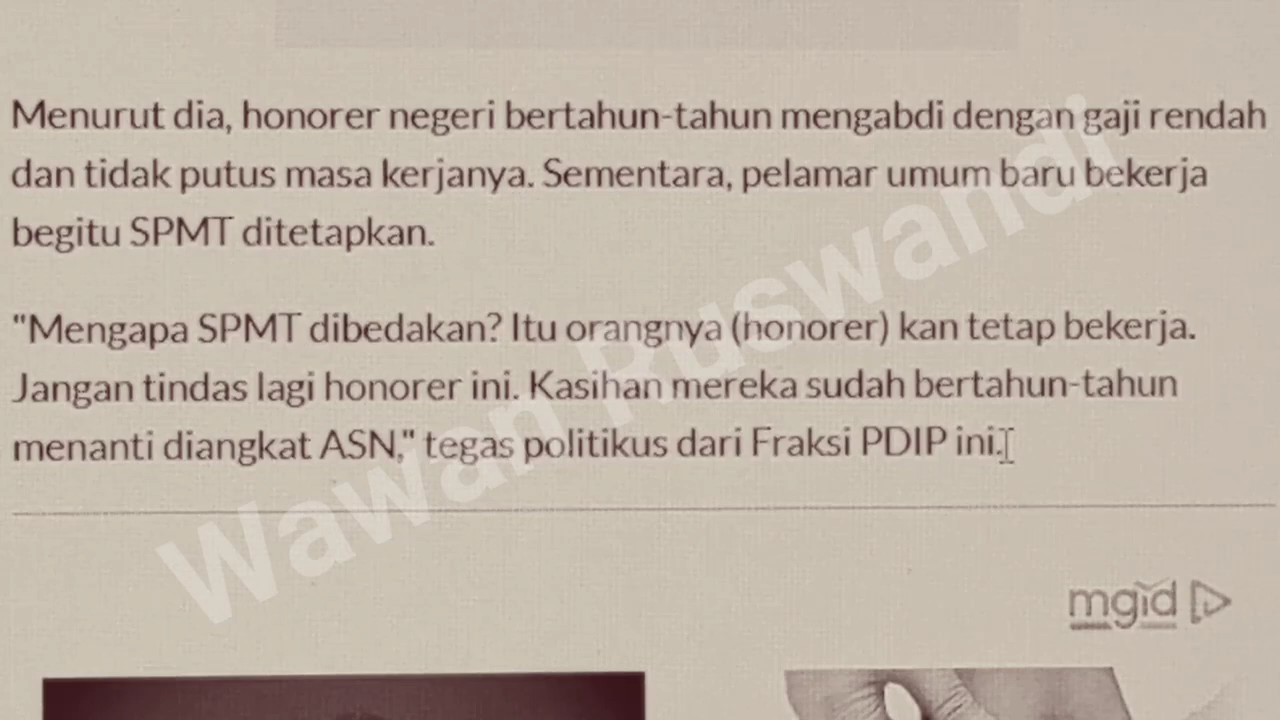 Menurut dia, honorer negeri bertahun-tahun mengabdi dengan gaji rendah
dan tidak putus masa kerjanya. Sementara, pelamar umum baru bekerja
begitu SPMT ditetapkan.
"Mengapa SPMT dibedakan? Itu orangnya (honorer) kan tetap bekerja.
Jangan tindas lagi honorer ini. Kasihan mereka sudah bertahun-tahun
menanti diangkat ASN," tegas politikus dari Fraksi PDIP ini.
Wawan Ruswandi
mgid